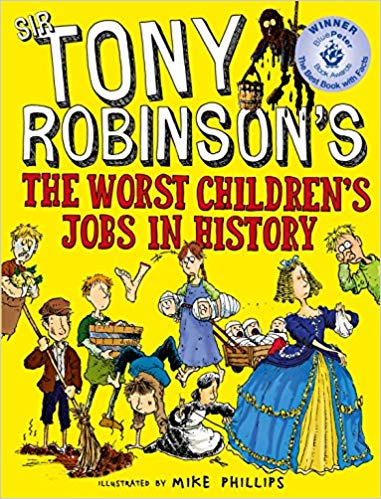 SIR
TONY
ROBINSON'S
THE WORST CHILDREN'S
JOBS IN HISTORY
WINNER
Blue Peter
Book Awards
The Best Book with Facts
ILLUSTRATED BY MIKE PHILLIPS